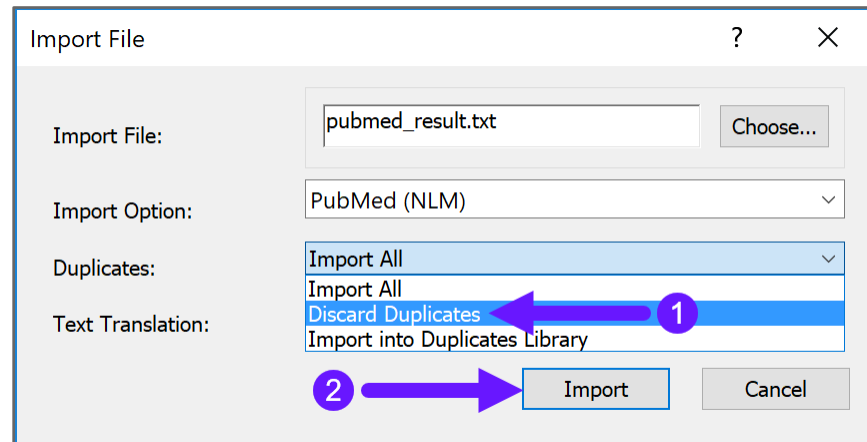 Import File
?
Import File:
pubmed_result.txt
Choose...
Import Option:
PubMed (NLM)
Duplicates:
Import All
Import All
Discard Duplicates
1
Text Translation:
Import into Duplicates Library
2
Import
Cancel